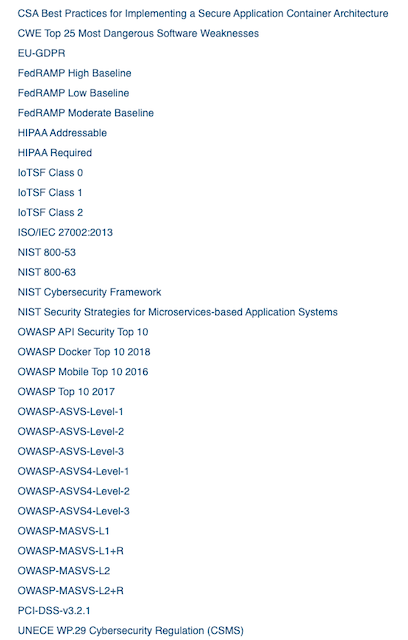 CSA Best Practices for Implementing a Secure Application Container Architecture
CWE Top 25 Most Dangerous Software Weaknesses
EU-GDPR
FedRAMP High Baseline
FedRAMP Low Baseline
FedRAMP Moderate Baseline
HIPAA Addressable
HIPAA Required
IoTSF Class 0
IoTSF Class 1
IoTSF Class 2
ISO/IEC 27002:2013
NIST 800-53
NIST 800-63
NIST Cybersecurity Framework
NIST Security Strategies for Microservices-based Application Systems
OWASP API Security Top 10
OWASP Docker Top 10 2018
OWASP Mobile Top 10 2016
OWASP Top 10 2017
OWASP-ASVS-Level-1
OWASP-ASVS-Level-2
OWASP-ASVS-Level-3
OWASP-ASVS4-Level-1
OWASP-ASVS4-Level-2
OWASP-ASVS4-Level-3
OWASP-MASVS-L1
OWASP-MASVS-L1+R
OWASP-MASVS-L2
OWASP-MASVS-L2+R
PCI-DSS-v3.2.1
UNECE WP.29 Cybersecurity Regulation (CSMS)